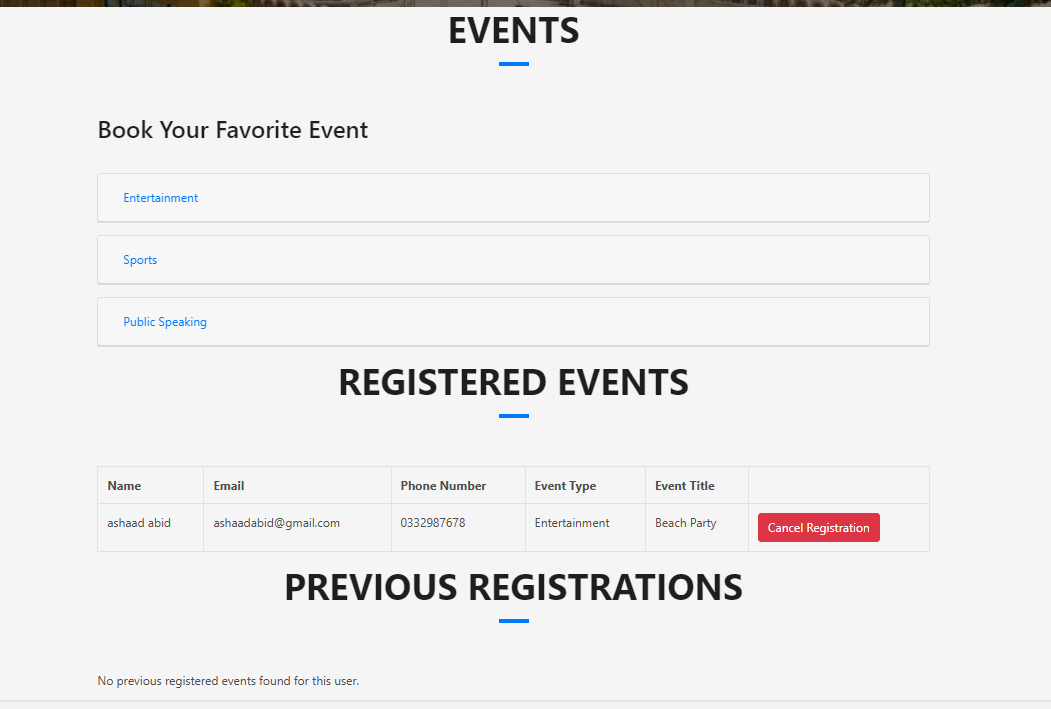 EVENTS
Book Your Favorite Event
Entertainment
Sports
Public Speaking
REGISTERED EVENTS
Name Email Phone Number Event Type Event Title
ashaad abid ashaadabid@gmail.com 0332987678 Entertainment Beach Party Cancel Registration
PREVIOUS REGISTRATIONS
No previous registered events found for this user.